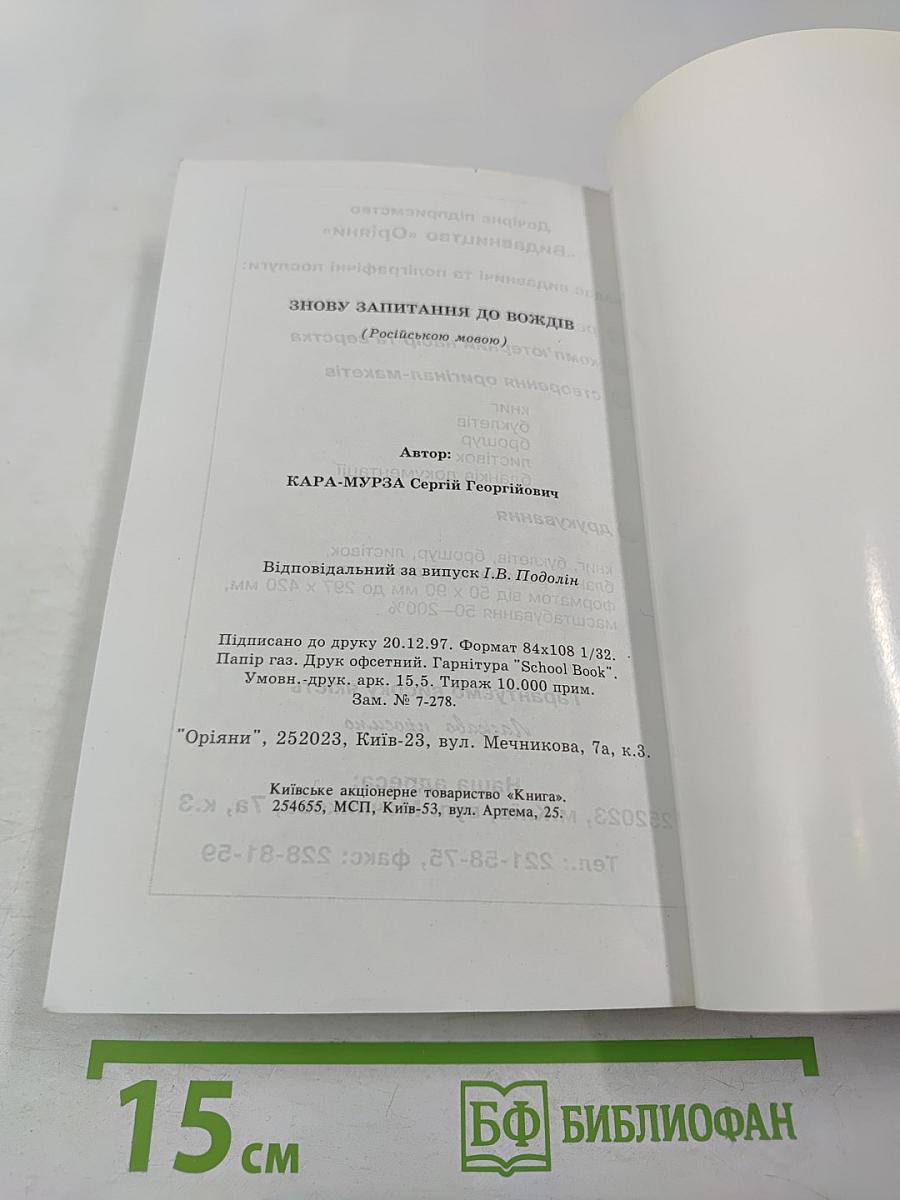 ЗНОВУ ЗАПИТАННЯ ДО ВОЖДІВ
(Російською мовою)
Автор:
КАРА-МУРЗА Сергій Георгійович
Відповідальний за випуск І.В. Подолін
Підписано до друку 20.12.97. Формат 84х108 1/32.
Папір газ. Друк офсетний. Гарнітура "School Book".
Умовн.-друк. арк. 15,5. Тираж 10.000 прим.
Зам. № 7-278.
"Оріяни", 252023, Київ-23, вул. Мечникова, 7а, к.3.
Київське акціонерне товариство «Книга».
254655, МСП, Київ-53, вул. Артема, 25.
15 см
БФ БИБЛИОФАН